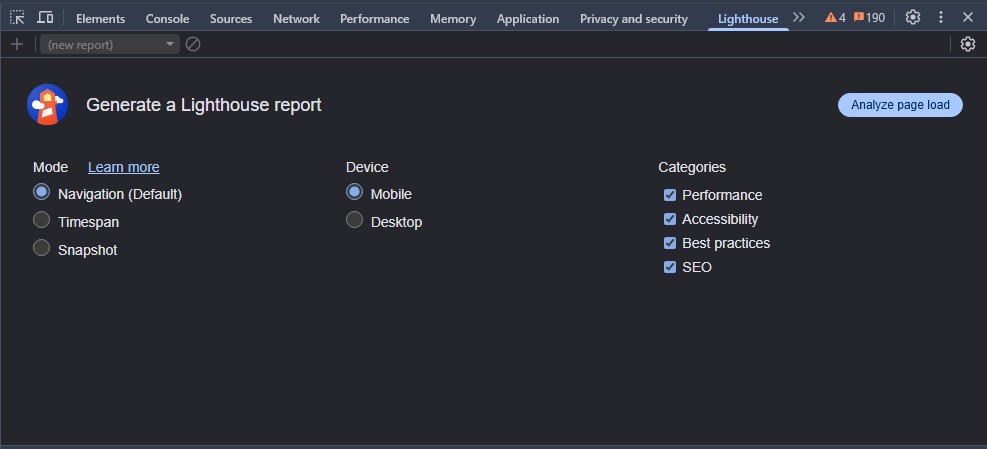 Elements Console Sources Network Performance Memory Application Privacy and security Lighthouse 4 190
(new report)
Generate a Lighthouse report Analyze page load
Mode Learn more Device Categories
Navigation (Default) Mobile Performance
Timespan Desktop Accessibility
Snapshot Best practices
SEO